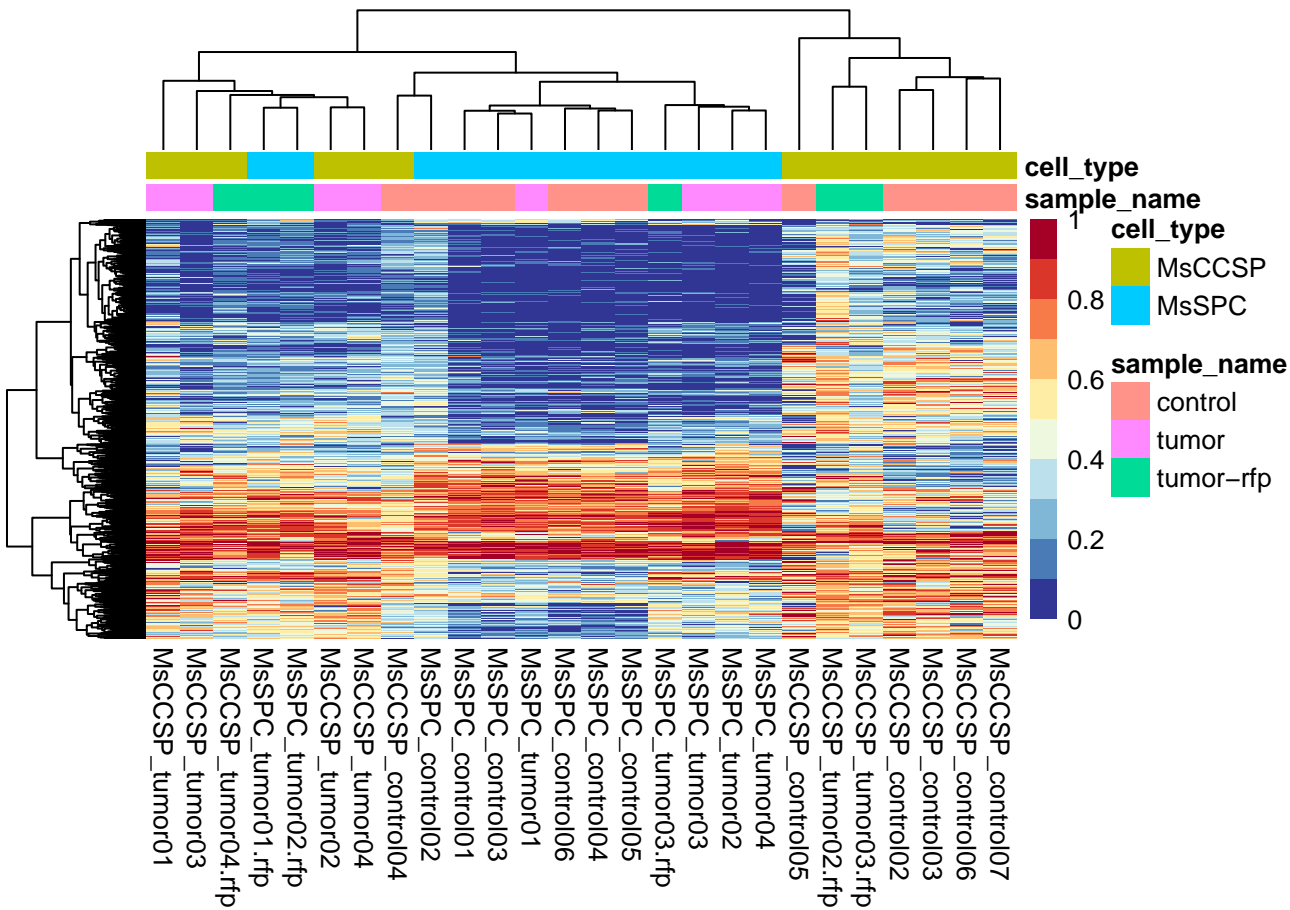 cell_type
sample_name
1
0.8
0.6
0.4
0.2
0
cell_type
MsCCSP
MsSPC
sample_name
control
tumor
tumor−rfp
MsCCSP_tumor01
MsCCSP_tumor03
MsCCSP_tumor04.rfp
MsSPC_tumor01.rfp
MsSPC_tumor02.rfp
MsCCSP_tumor02
MsCCSP_tumor04
MsCCSP_control04
MsSPC_control02
MsSPC_control01
MsSPC_control03
MsSPC_tumor01
MsSPC_control06
MsSPC_control04
MsSPC_control05
MsSPC_tumor03.rfp
MsSPC_tumor03
MsSPC_tumor02
MsSPC_tumor04
MsCCSP_control05
MsCCSP_tumor02.rfp
MsCCSP_tumor03.rfp
MsCCSP_control02
MsCCSP_control03
MsCCSP_control06
MsCCSP_control07